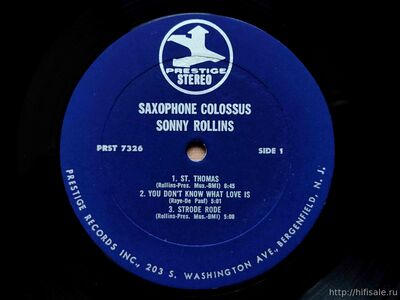 PRESTIGE
STEREO
SAXOPHONE COLOSSUS
SONNY ROLLINS
PRST 7326
SIDE 1
1. ST. THOMAS
(Rollins-Pres. Mus.-BMI) 6:45
2. YOU DON'T KNOW WHAT LOVE IS
(Raye-De Paul) 5:01
3. STRODE RODE
(Rollins-Pres. Mus.-BMI) 5:08
PRESTIGE RECORDS INC., 203 S. WASHINGTON AVE., BERGENFIELD, N. J.
http://hifisale.ru